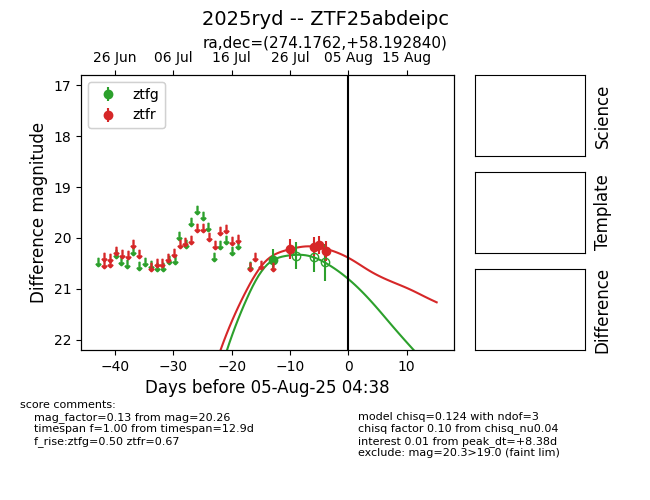 2025ryd -- ZTF25abdeipc
ra,dec=(274.1762,+58.192840)
26 Jun 06 Jul 16 Jul 26 Jul 05 Aug 15 Aug
ztfg
ztfr
17
18
19
20
21
22
Difference magnitude
−40 −30 −20 −10 0 10
Days before 05-Aug-25 04:38
Science
Template
Difference
score comments:
mag_factor=0.13 from mag=20.26
timespan f=1.00 from timespan=12.9d
f_rise:ztfg=0.50 ztfr=0.67
model chisq=0.124 with ndof=3
chisq factor 0.10 from chisq_nu0.04
interest 0.01 from peak_dt=+8.38d
exclude: mag=20.3>19.0 (faint lim)